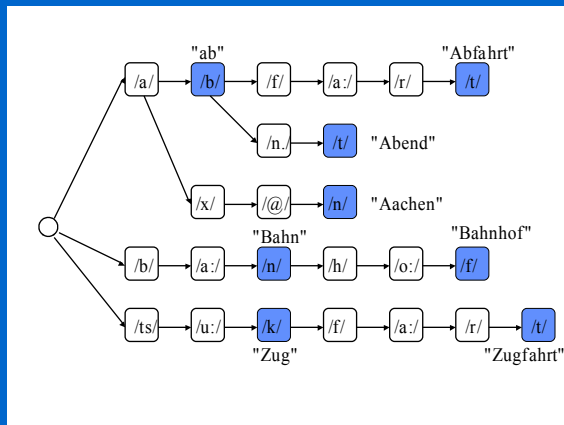 "ab" "Abfahrt"
/a/ /b/ /f/ /a:/ /r/ /t/
/n./ /t/ "Abend"
/x/ /@/ /n/ "Aachen"
"Bahn" "Bahnhof"
/b/ /a:/ /n/ /h/ /o:/ /f/
/ts/ /u:/ /k/ /f/ /a:/ /r/ /t/
"Zug" "Zugfahrt"